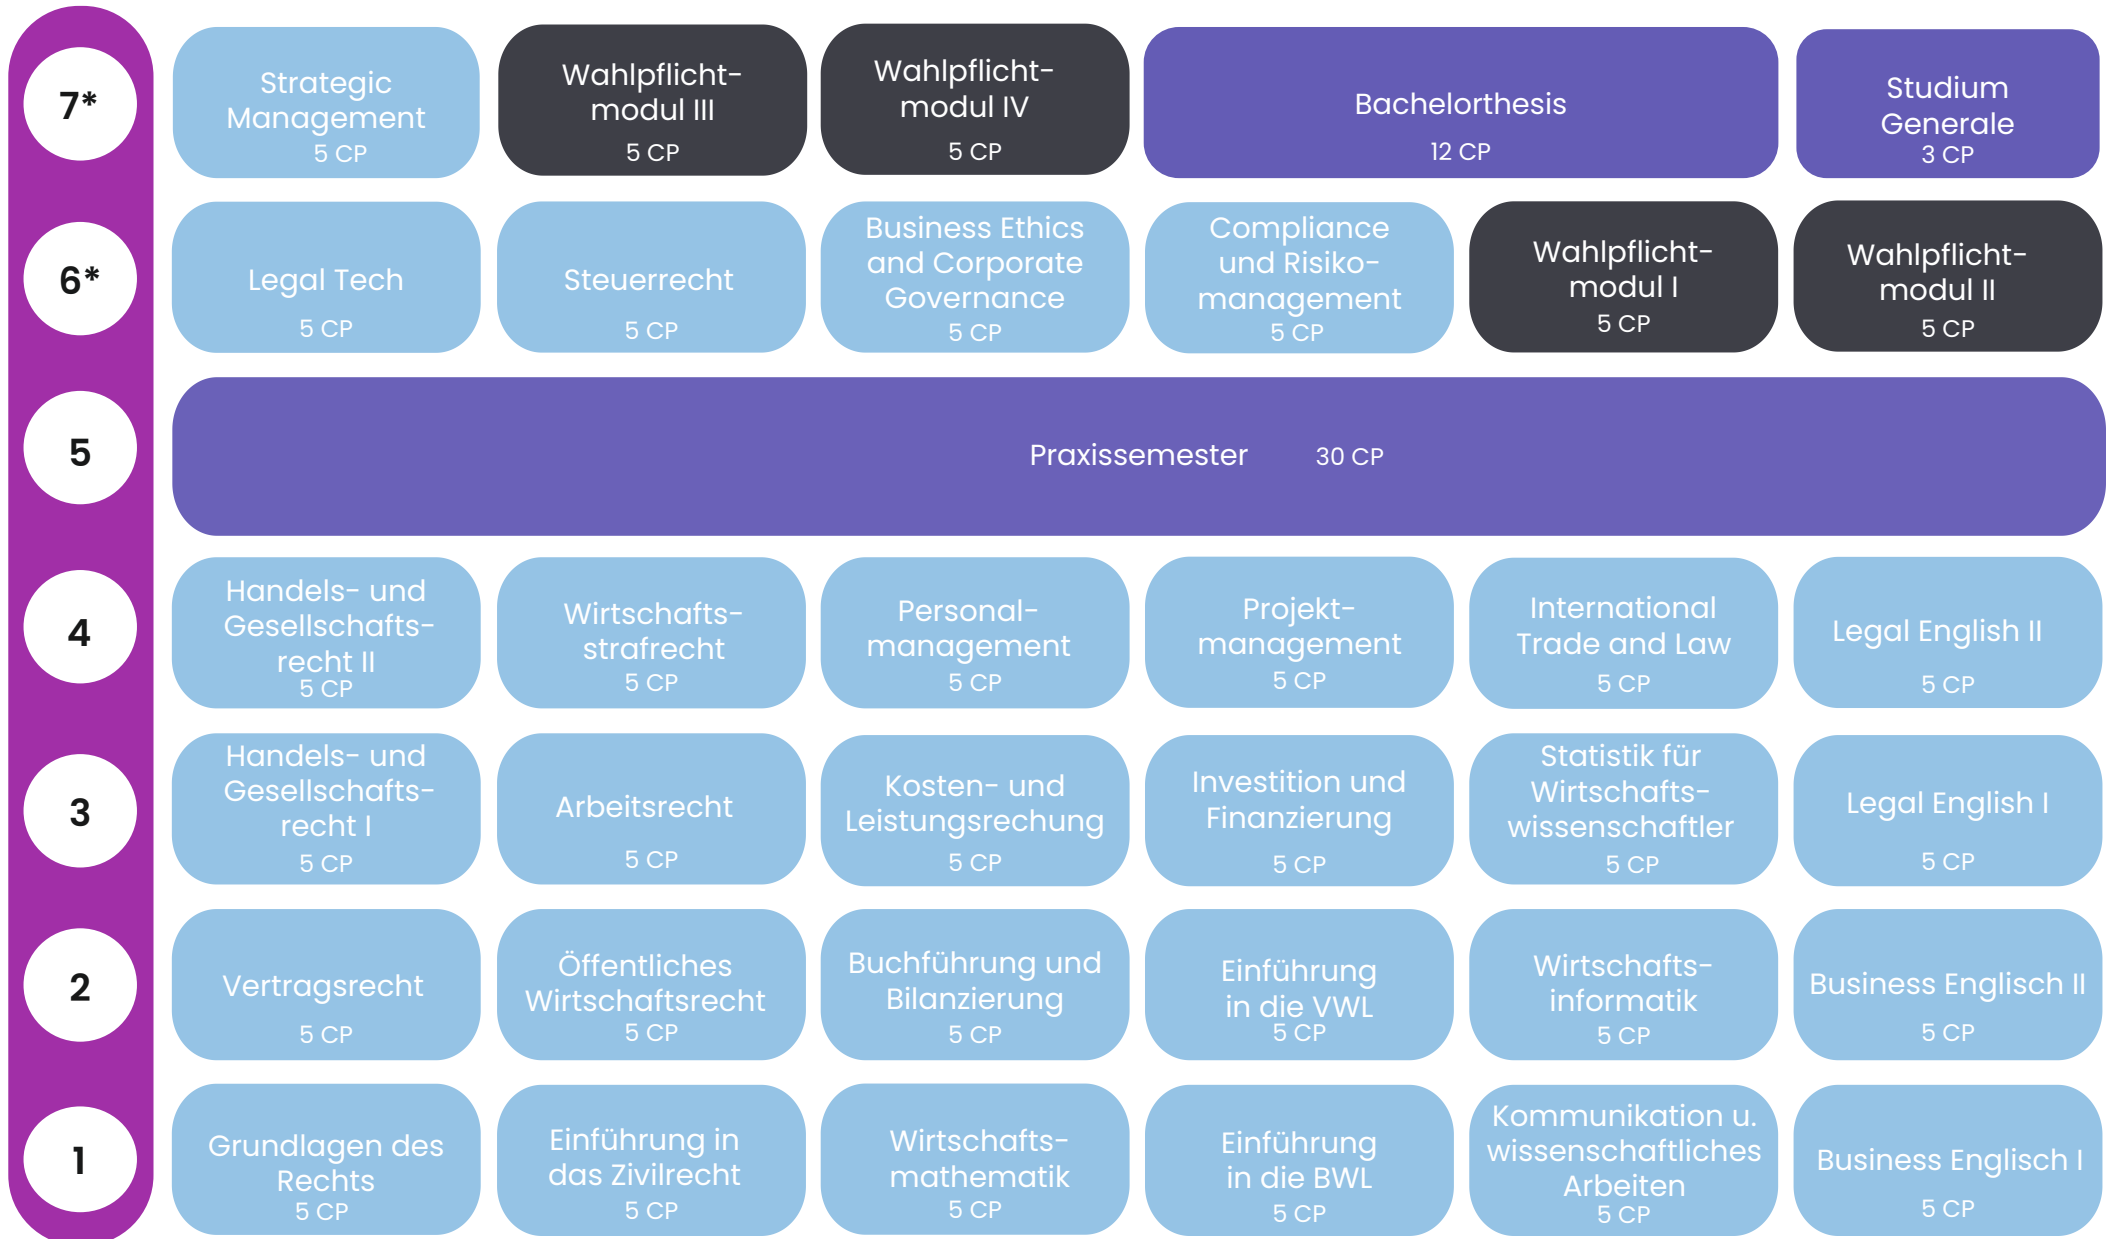 7*
Strategic
Management
5 CP
Wahlpflicht-
modul III
5 CP
Wahlpflicht-
modul IV
5 CP
Bachelorthesis
12 CP
Studium
Generale
3 CP
6*
Legal Tech
5 CP
Steuerrecht
5 CP
Business Ethics
and Corporate
Governance
5 CP
Compliance
und Risiko-
management
5 CP
Wahlpflicht-
modul I
5 CP
Wahlpflicht-
modul II
5 CP
5
Praxissemester 30 CP
4
Handels- und
Gesellschafts-
recht II
5 CP
Wirtschafts-
strafrecht
5 CP
Personal-
management
5 CP
Projekt-
management
5 CP
International
Trade and Law
5 CP
Legal English II
5 CP
3
Handels- und
Gesellschafts-
recht I
5 CP
Arbeitsrecht
5 CP
Kosten- und
Leistungsrechung
5 CP
Investition und
Finanzierung
5 CP
Statistik für
Wirtschafts-
wissenschaftler
5 CP
Legal English I
5 CP
2
Vertragsrecht
5 CP
Öffentliches
Wirtschaftsrecht
5 CP
Buchführung und
Bilanzierung
5 CP
Einführung
in die VWL
5 CP
Wirtschafts-
informatik
5 CP
Business Englisch II
5 CP
1
Grundlagen des
Rechts
5 CP
Einführung in
das Zivilrecht
5 CP
Wirtschafts-
mathematik
5 CP
Einführung
in die BWL
5 CP
Kommunikation u.
wissenschaftliches
Arbeiten
5 CP
Business Englisch I
5 CP